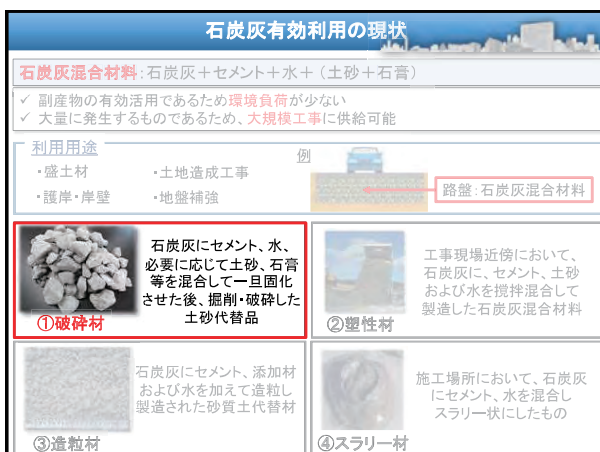 石炭灰有効利用の現状
石炭灰混合材料:石炭灰＋セメント＋水＋（土砂＋石膏）
✓ 副産物の有効活用であるため環境負荷が少ない
✓ 大量に発生するものであるため、大規模工事に供給可能
利用用途
・盛土材 ・土地造成工事
・護岸・岸壁 ・地盤補強
例
路盤:石炭灰混合材料
石炭灰にセメント、水、
必要に応じて土砂、石膏
等を混合して一旦固化
させた後、掘削・破砕した
土砂代替品
①破砕材
工事現場近傍において、
石炭灰に、セメント、土砂
および水を撹拌混合して
製造した石炭灰混合材料
②塑性材
石炭灰にセメント、添加材
および水を加えて造粒し
製造された砂質土代替材
③造粒材
施工場所において、石炭灰
にセメント、水を混合し
スラリー状にしたもの
④スラリー材